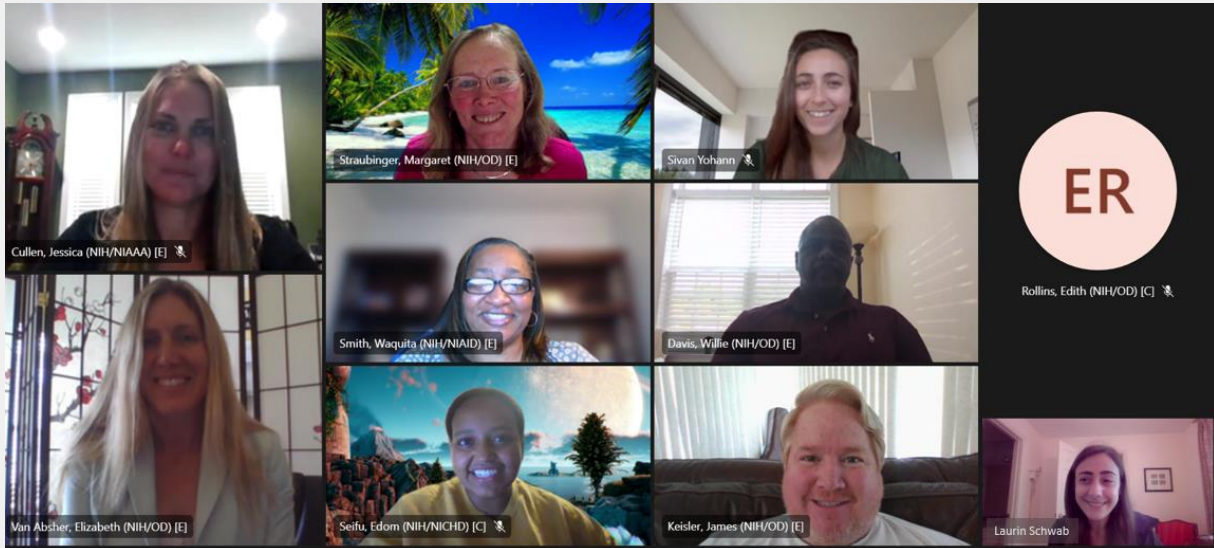 Cullen, Jessica (NIH/NIAAA) [E]
Straubinger, Margaret (NIH/OD) [E]
Sivan Yohann
ER
Rollins, Edith (NIH/OD) [C]
Smith, Waquita (NIH/NIAID) [E]
Davis, Willie (NIH/OD) [E]
Van Absher, Elizabeth (NIH/OD) [E]
Seifu, Edom (NIH/NICHD) [C]
Keisler, James (NIH/OD) [E]
Laurin Schwab